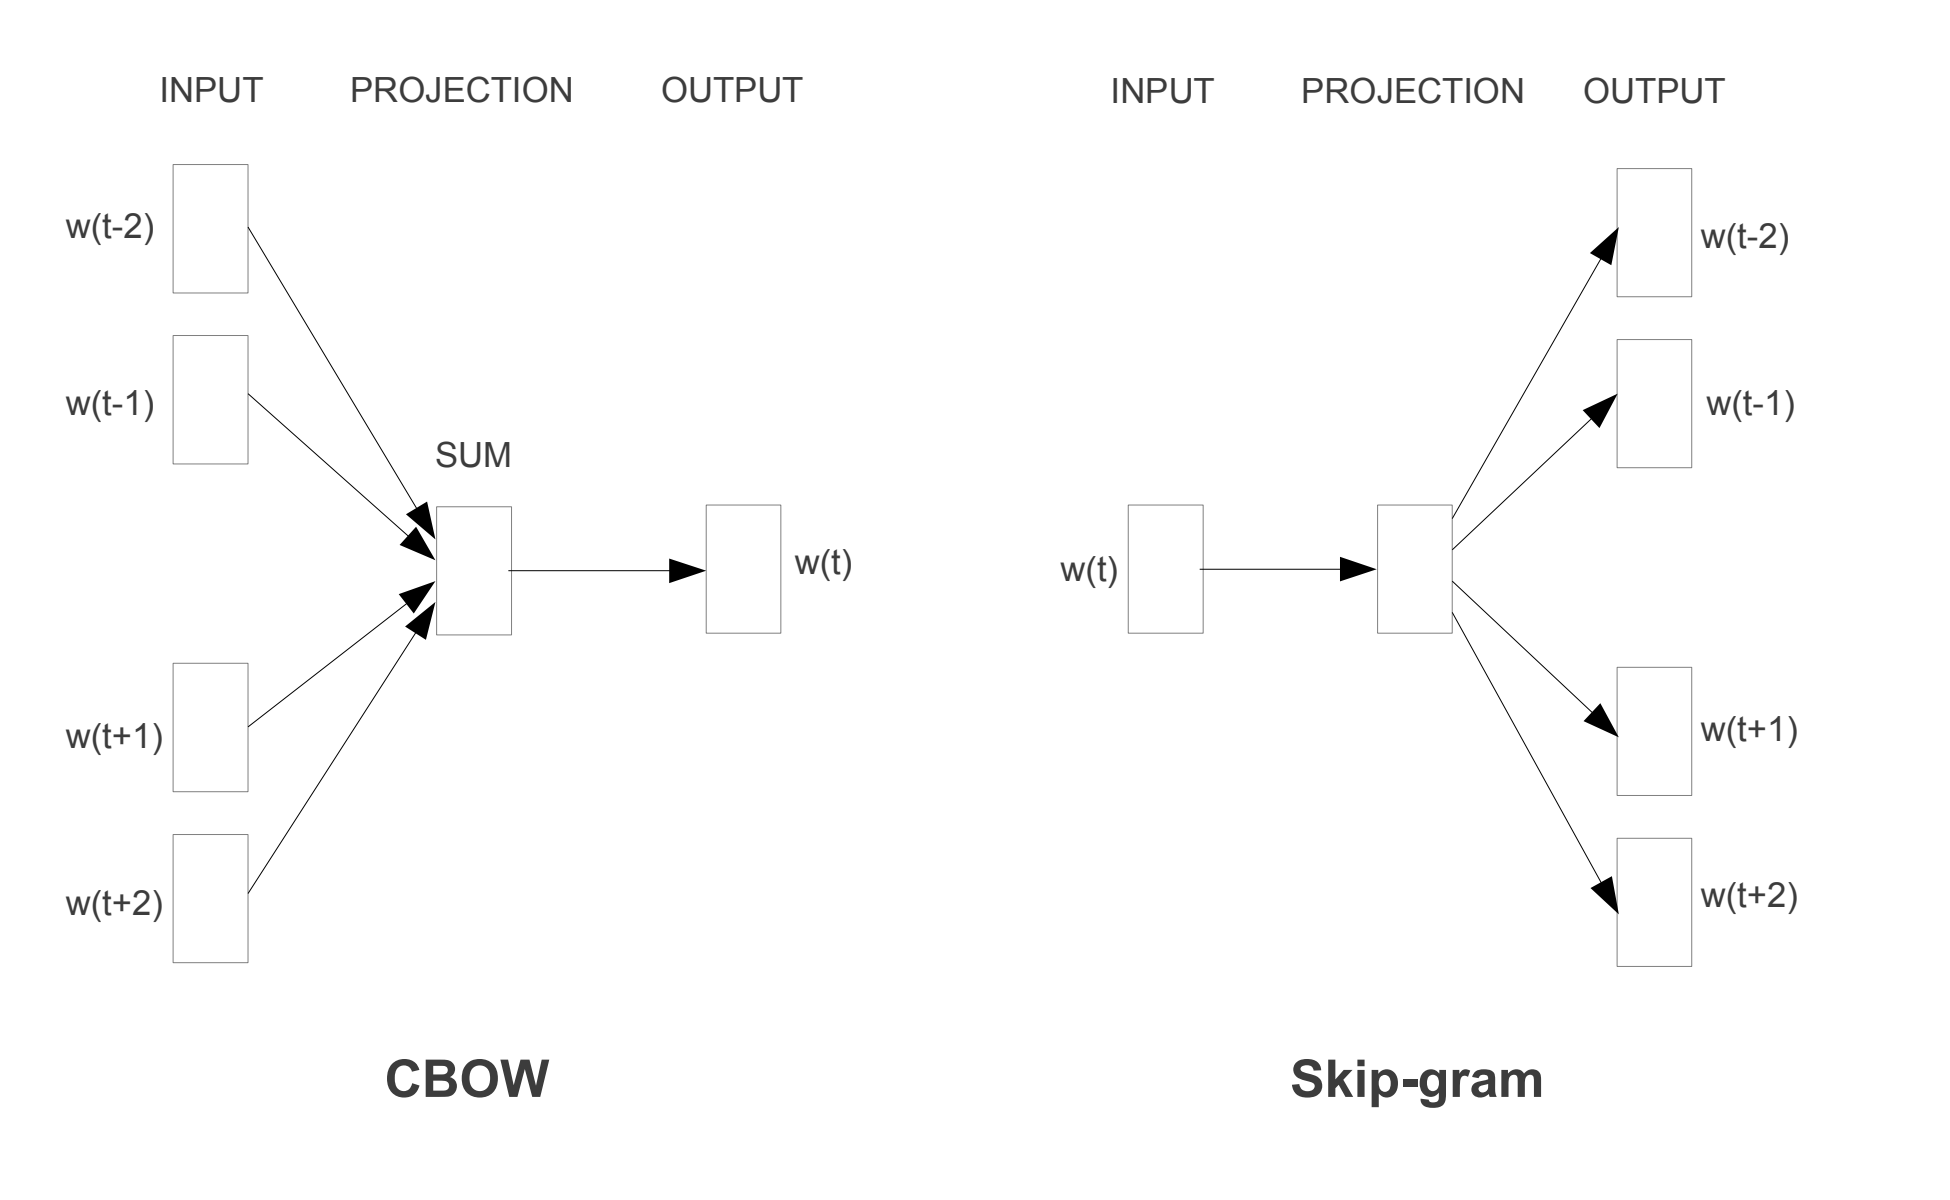 INPUT PROJECTION OUTPUT
w(t-2)
w(t-1)
SUM
w(t)
w(t+1)
w(t+2)
CBOW
INPUT PROJECTION OUTPUT
w(t-2)
w(t-1)
w(t)
w(t+1)
w(t+2)
Skip-gram